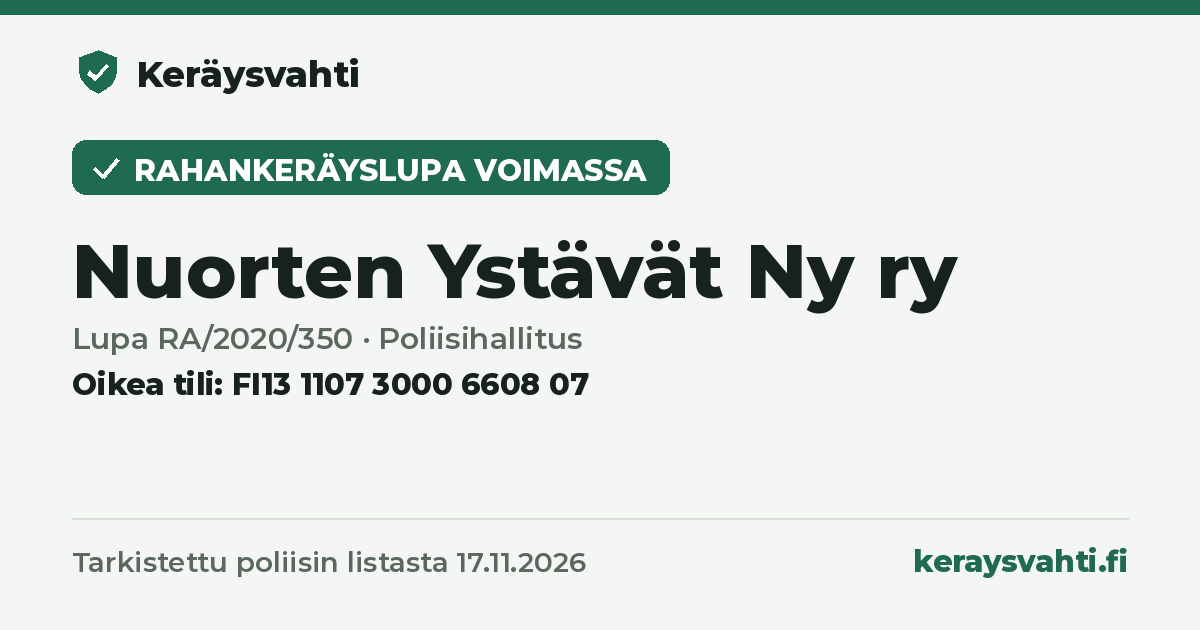 Keräysvahti
RAHANKERÄYSLUPA VOIMASSA
Nuorten Ystävät Ny ry
Lupa RA/2020/350 · Poliisihallitus
Oikea tili: FI13 1107 3000 6608 07
Tarkistettu poliisin listasta 17.11.2026
keraysvahti.fi